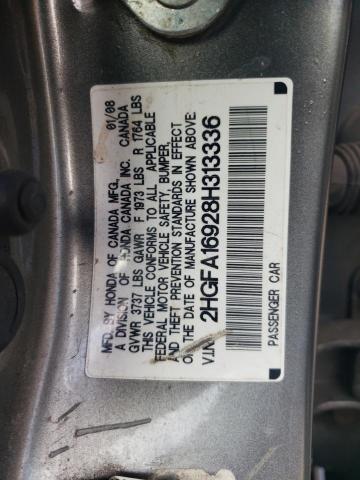 MFD. BY HONDA OF CANADA MFG. 01/08
A DIVISION OF HONDA CANADA INC. CANADA
GVWR 3737 LBS GAWR F 1973 LBS R 1764 LBS
THIS VEHICLE CONFORMS TO ALL APPLICABLE
FEDERAL MOTOR VEHICLE SAFETY, BUMPER,
AND THEFT PREVENTION STANDARDS IN EFFECT
ON THE DATE OF MANUFACTURE SHOWN ABOVE.
V.I.N. 2HGFA16928H313336
PASSENGER CAR